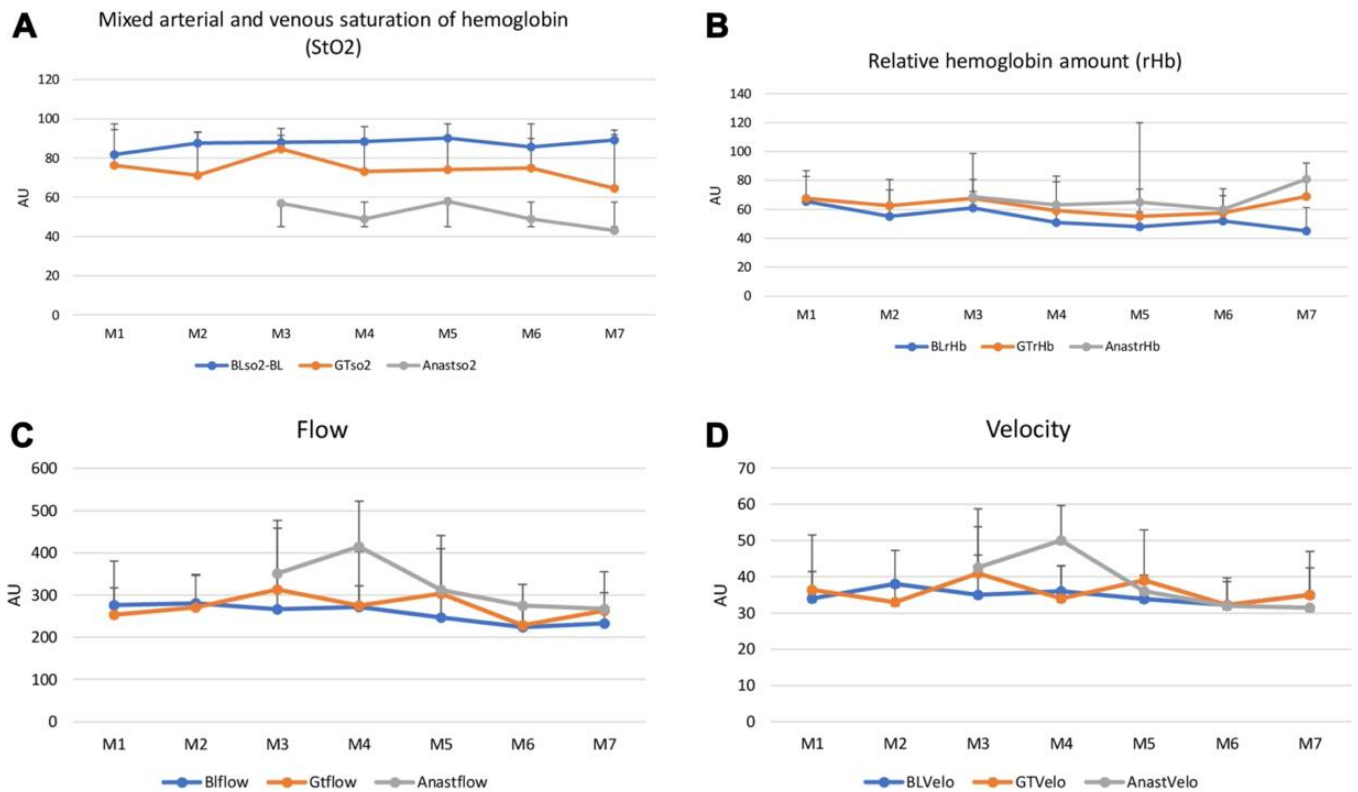 A
Mixed arterial and venous saturation of hemoglobin
(StO2)
120
100
80
60
40
20
0
AU
M1 M2 M3 M4 M5 M6 M7
BLso2-BL GTso2 Anastso2
B
Relative hemoglobin amount (rHb)
140
120
100
80
60
40
20
0
AU
M1 M2 M3 M4 M5 M6 M7
BLrHb GTrHb AnastrHb
C
Flow
600
500
400
300
200
100
0
AU
M1 M2 M3 M4 M5 M6 M7
Blflow Gtflow Anastflow
D
Velocity
70
60
50
40
30
20
10
0
AU
M1 M2 M3 M4 M5 M6 M7
BLVelo GTVelo AnastVelo